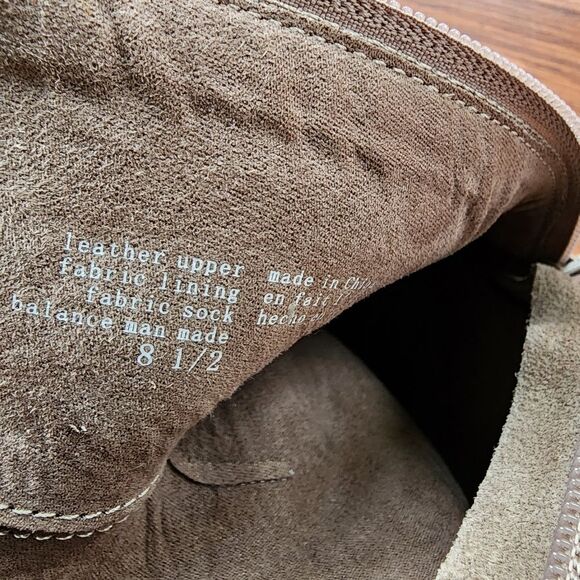 leather upper
fabric lining
fabric sock
balance man made
8 1/2
made in
en fait
hecho